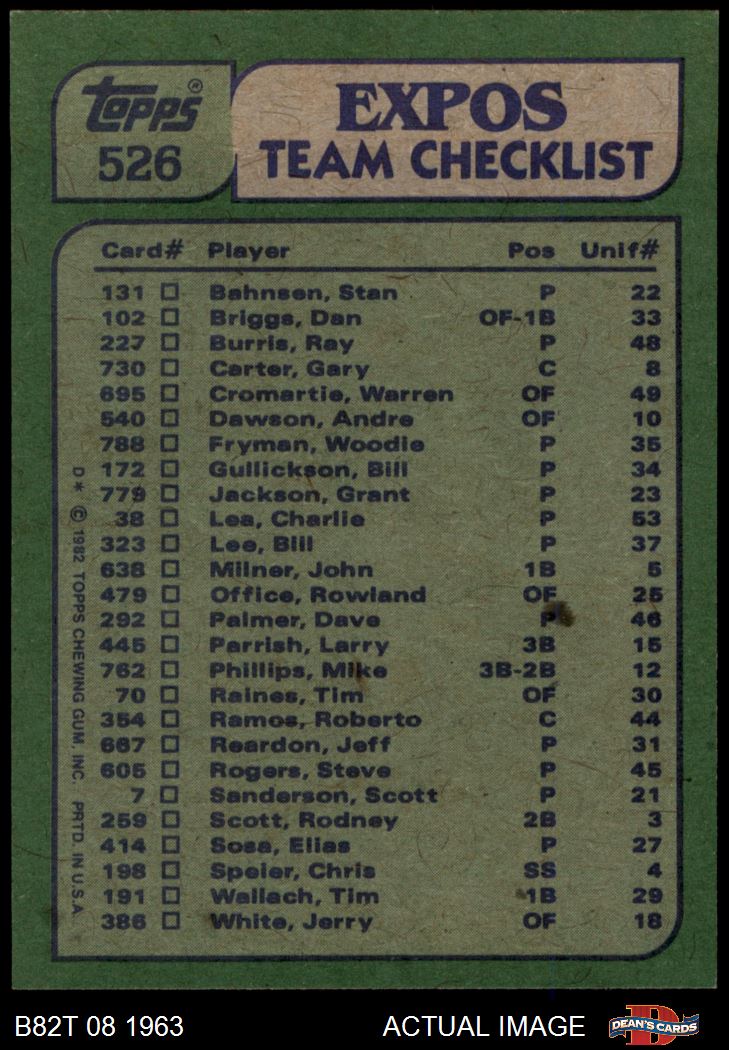 Topps®
526
EXPOS
TEAM CHECKLIST
Card# Player Pos Unif#
131 Bahnsen, Stan P 22
102 Briggs, Dan OF-1B 33
227 Burris, Ray P 48
730 Carter, Gary C 8
695 Cromartie, Warren OF 49
540 Dawson, Andre OF 10
788 Fryman, Woodie P 35
172 Gullickson, Bill P 34
779 Jackson, Grant P 23
38 Lea, Charlie P 53
323 Lee, Bill P 37
638 Milner, John 1B 5
479 Office, Rowland OF 25
292 Palmer, Dave P 46
445 Parrish, Larry 3B 15
762 Phillips, Mike 3B-2B 12
70 Raines, Tim OF 30
354 Ramos, Roberto C 44
667 Reardon, Jeff P 31
605 Rogers, Steve P 45
7 Sanderson, Scott P 21
259 Scott, Rodney 2B 3
414 Sosa, Elias P 27
198 Speier, Chris SS 4
191 Wallach, Tim 1B 29
386 White, Jerry OF 18
D* © 1982 TOPPS CHEWING GUM, INC. PRTD. IN U.S.A.
B82T 08 1963 ACTUAL IMAGE
D DEAN'S CARDS